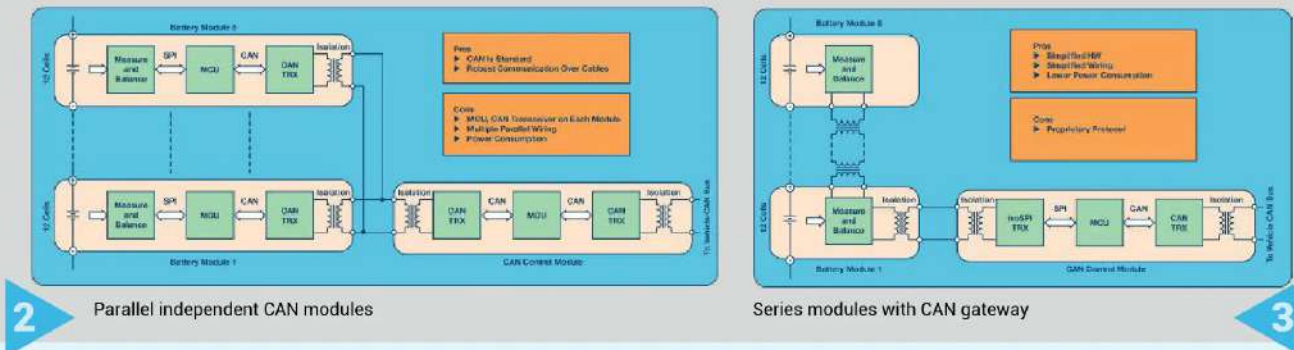 Battery Module 8
12 Cells
Measure
and
Balance
SPI
MCU
CAN
CAN
TRX
Isolation
Pros
➤ CAN Is Standard
➤ Robust Communication Over Cables
Cons
➤ MCU, CAN Transceiver on Each Module
➤ Multiple Parallel Wiring
➤ Power Consumption
12 Cells
Measure
and
Balance
SPI
MCU
CAN
CAN
TRX
Isolation
Battery Module 1
Isolation
CAN
TRX
CAN
MCU
CAN
CAN
TRX
Isolation
CAN Control Module
To Vehicle CAN Bus
2
Parallel independent CAN modules
Battery Module 8
12 Cells
Measure
and
Balance
Pros
➤ Simplified HW
➤ Simplified Wiring
➤ Lower Power Consumption
Cons
➤ Proprietary Protocol
12 Cells
Measure
and
Balance
Isolation
Battery Module 1
Isolation
isoSPI
TRX
SPI
MCU
CAN
CAN
TRX
Isolation
CAN Control Module
To Vehicle CAN Bus
Series modules with CAN gateway
3